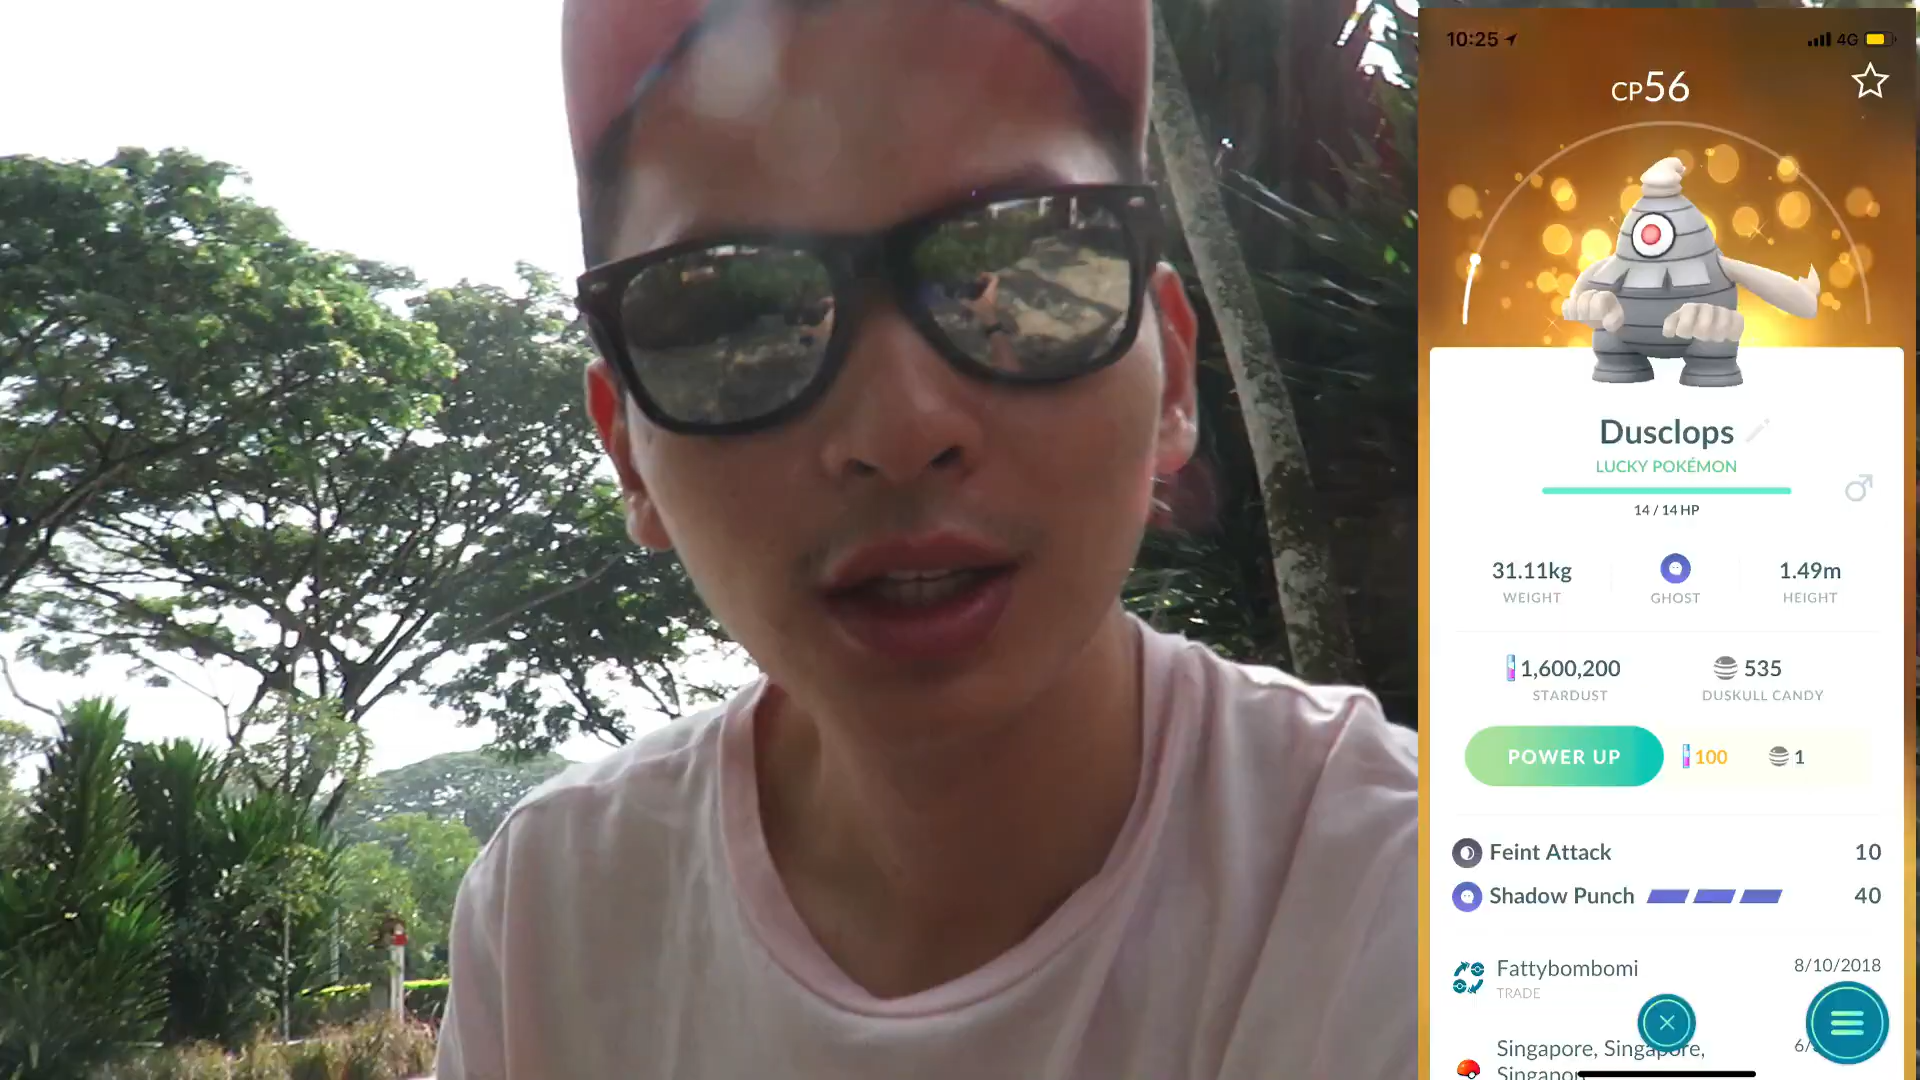 10:25
4G
CP56
Dusclops
LUCKY POKÉMON
14 / 14 HP
31.11kg
WEIGHT
GHOST
1.49m
HEIGHT
1,600,200
STARDUST
535
DUSKULL CANDY
POWER UP
100
1
Feint Attack
10
Shadow Punch
40
Fattybombomi
8/10/2018
TRADE
Singapore, Singapore,
6/
Singapor